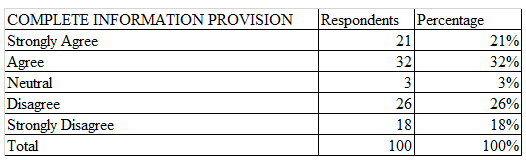 COMPLETE INFORMATION PROVISION Respondents Percentage
Strongly Agree 21 21%
Agree 32 32%
Neutral 3 3%
Disagree 26 26%
Strongly Disagree 18 18%
Total 100 100%